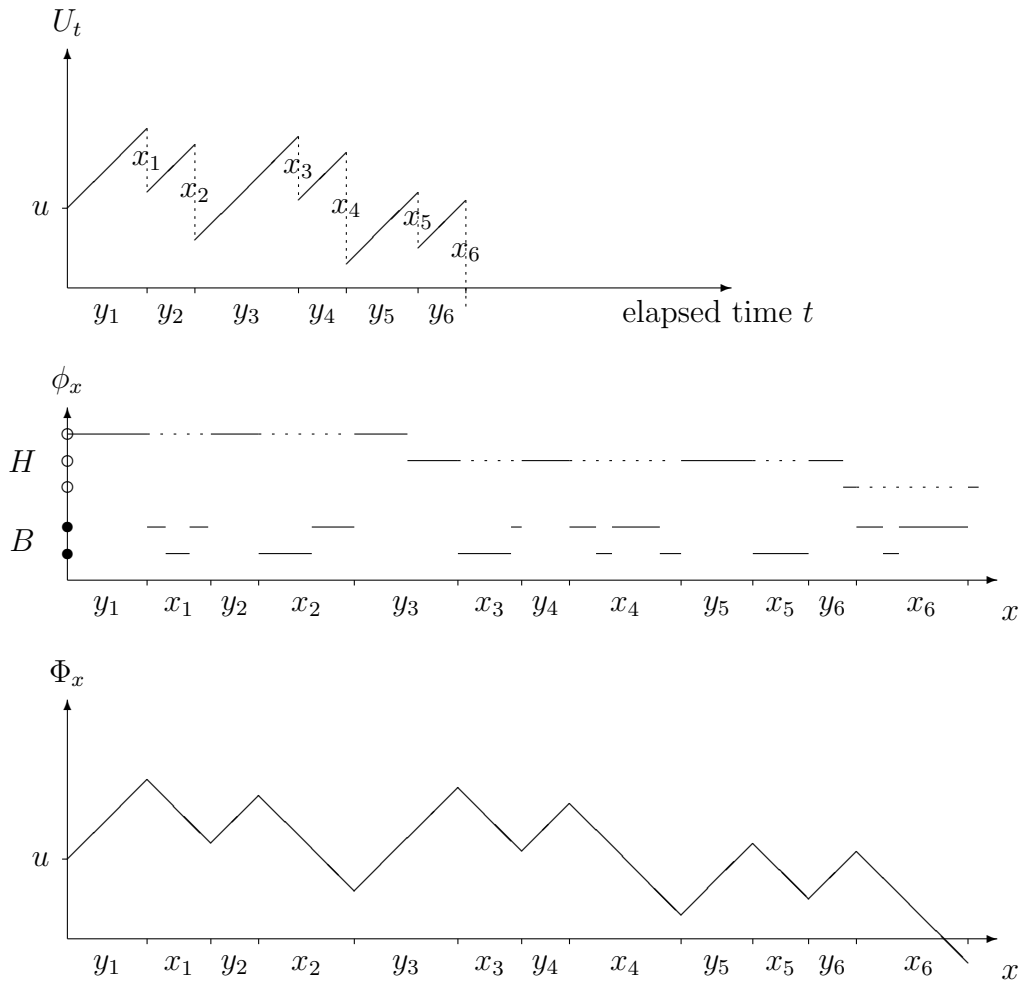 U_t
x_1
x_2
x_3
x_4
x_5
x_6
u
y_1 y_2 y_3 y_4 y_5 y_6
elapsed time t
ϕ_x
H
B
y_1 x_1 y_2 x_2 y_3 x_3 y_4 x_4 y_5 x_5 y_6 x_6 x
Φ_x
u
y_1 x_1 y_2 x_2 y_3 x_3 y_4 x_4 y_5 x_5 y_6 x_6 x